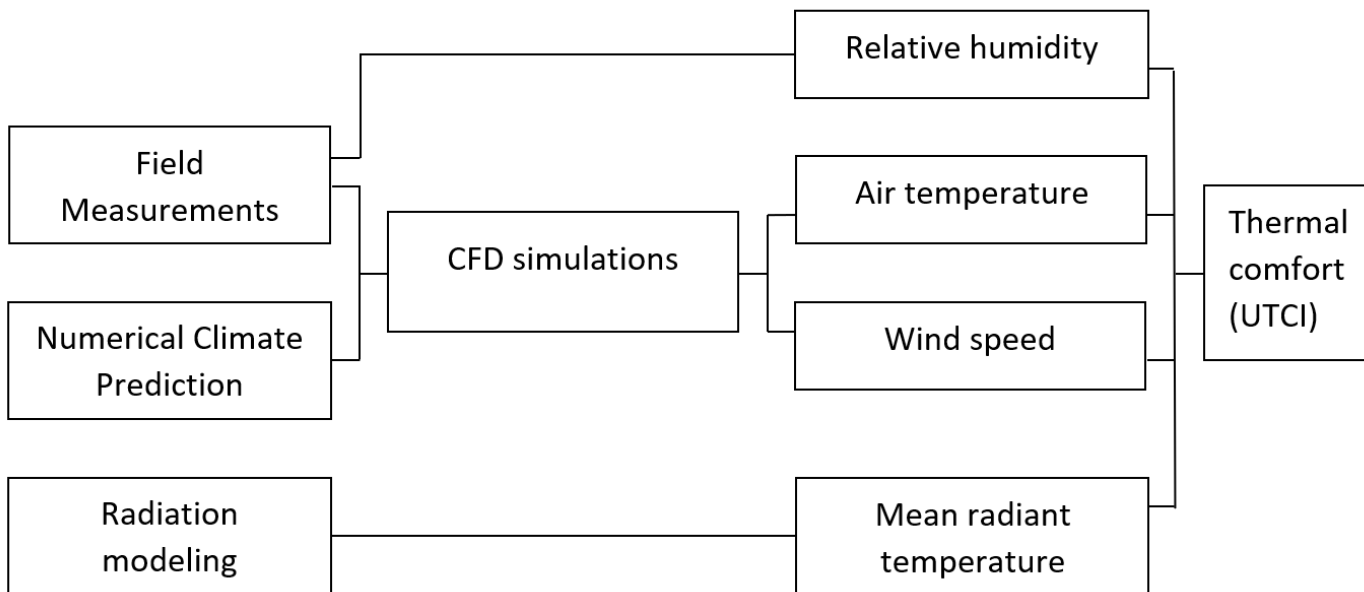 Relative humidity
Field
Measurements
Air temperature
CFD simulations
Thermal
comfort
(UTCI)
Numerical Climate
Prediction
Wind speed
Radiation
modeling
Mean radiant
temperature